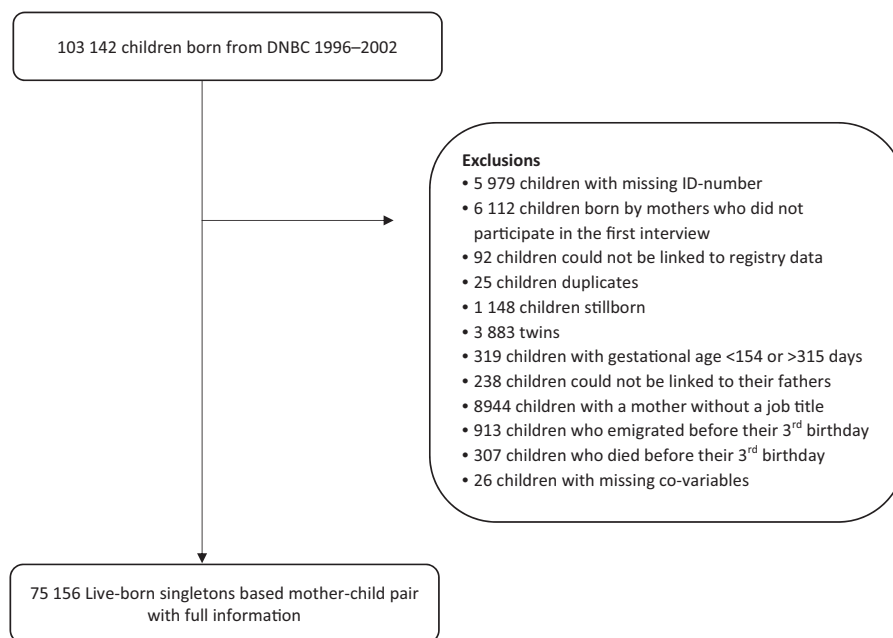 103 142 children born from DNBC 1996–2002
Exclusions
• 5 979 children with missing ID-number
• 6 112 children born by mothers who did not
participate in the first interview
• 92 children could not be linked to registry data
• 25 children duplicates
• 1 148 children stillborn
• 3 883 twins
• 319 children with gestational age <154 or >315 days
• 238 children could not be linked to their fathers
• 8944 children with a mother without a job title
• 913 children who emigrated before their 3rd birthday
• 307 children who died before their 3rd birthday
• 26 children with missing co-variables
75 156 Live-born singletons based mother-child pair
with full information